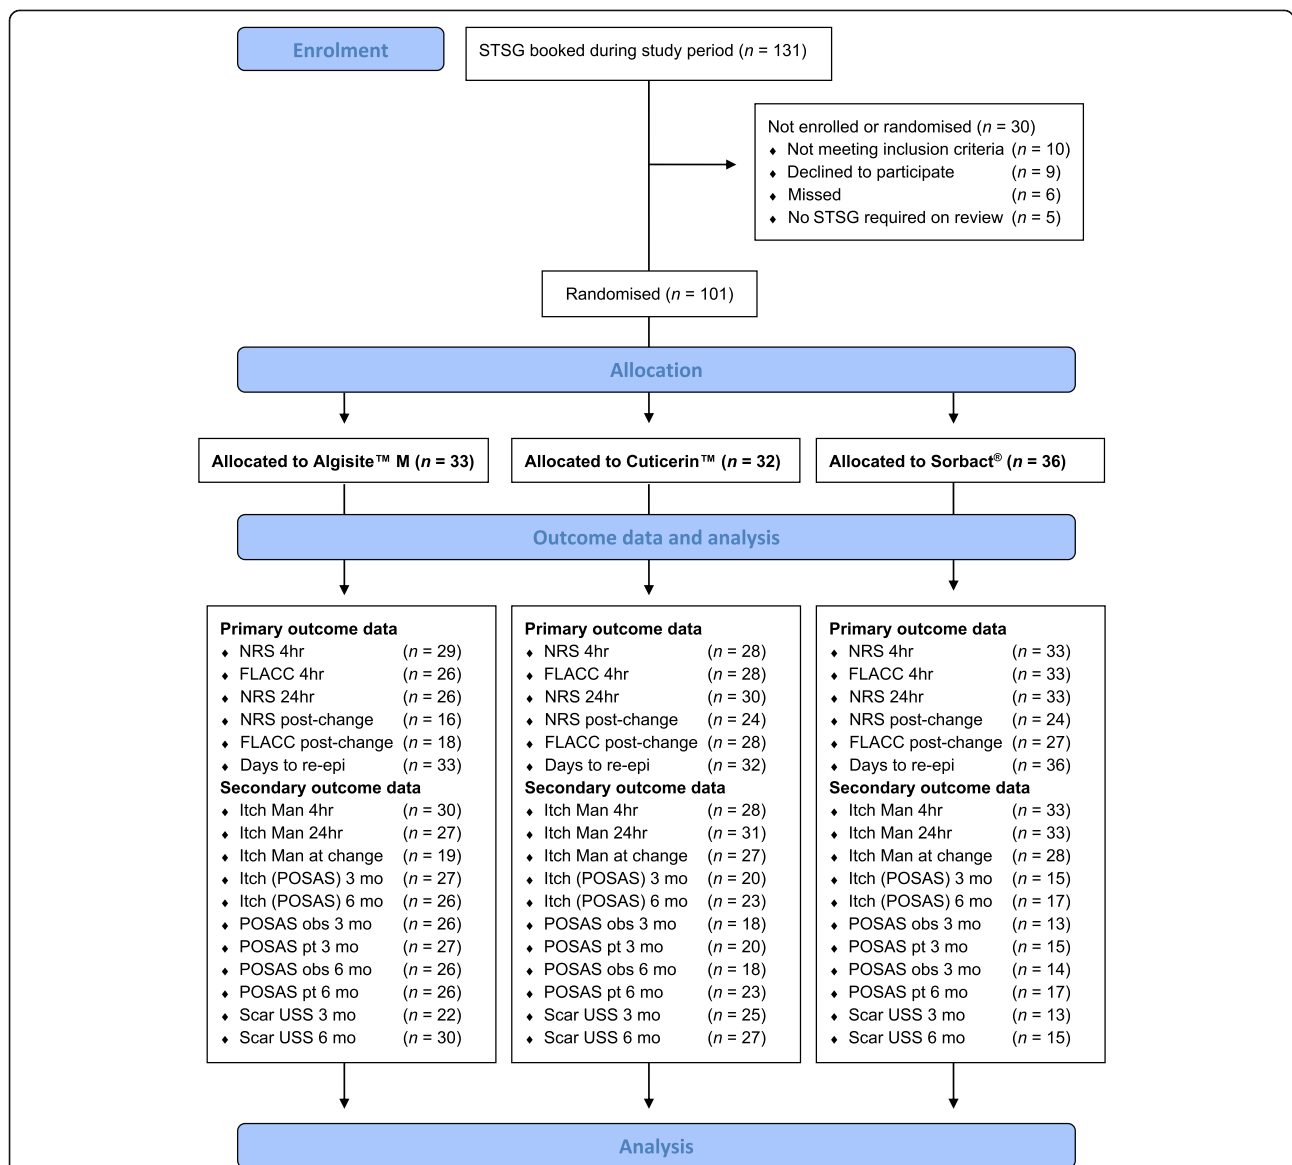 Enrolment
STSG booked during study period (n = 131)
Not enrolled or randomised (n = 30)
♦ Not meeting inclusion criteria (n = 10)
♦ Declined to participate (n = 9)
♦ Missed (n = 6)
♦ No STSG required on review (n = 5)
Randomised (n = 101)
Allocation
Allocated to Algisite™ M (n = 33)
Allocated to Cuticerin™ (n = 32)
Allocated to Sorbact® (n = 36)
Outcome data and analysis
Primary outcome data
♦ NRS 4hr (n = 29)
♦ FLACC 4hr (n = 26)
♦ NRS 24hr (n = 26)
♦ NRS post-change (n = 16)
♦ FLACC post-change (n = 18)
♦ Days to re-epi (n = 33)
Secondary outcome data
♦ Itch Man 4hr (n = 30)
♦ Itch Man 24hr (n = 27)
♦ Itch Man at change (n = 19)
♦ Itch (POSAS) 3 mo (n = 27)
♦ Itch (POSAS) 6 mo (n = 26)
♦ POSAS obs 3 mo (n = 26)
♦ POSAS pt 3 mo (n = 27)
♦ POSAS obs 6 mo (n = 26)
♦ POSAS pt 6 mo (n = 26)
♦ Scar USS 3 mo (n = 22)
♦ Scar USS 6 mo (n = 30)
Primary outcome data
♦ NRS 4hr (n = 28)
♦ FLACC 4hr (n = 28)
♦ NRS 24hr (n = 30)
♦ NRS post-change (n = 24)
♦ FLACC post-change (n = 28)
♦ Days to re-epi (n = 32)
Secondary outcome data
♦ Itch Man 4hr (n = 28)
♦ Itch Man 24hr (n = 31)
♦ Itch Man at change (n = 27)
♦ Itch (POSAS) 3 mo (n = 20)
♦ Itch (POSAS) 6 mo (n = 23)
♦ POSAS obs 3 mo (n = 18)
♦ POSAS pt 3 mo (n = 20)
♦ POSAS obs 6 mo (n = 18)
♦ POSAS pt 6 mo (n = 23)
♦ Scar USS 3 mo (n = 25)
♦ Scar USS 6 mo (n = 27)
Primary outcome data
♦ NRS 4hr (n = 33)
♦ FLACC 4hr (n = 33)
♦ NRS 24hr (n = 33)
♦ NRS post-change (n = 24)
♦ FLACC post-change (n = 27)
♦ Days to re-epi (n = 36)
Secondary outcome data
♦ Itch Man 4hr (n = 33)
♦ Itch Man 24hr (n = 33)
♦ Itch Man at change (n = 28)
♦ Itch (POSAS) 3 mo (n = 15)
♦ Itch (POSAS) 6 mo (n = 17)
♦ POSAS obs 3 mo (n = 13)
♦ POSAS pt 3 mo (n = 15)
♦ POSAS obs 3 mo (n = 14)
♦ POSAS pt 6 mo (n = 17)
♦ Scar USS 3 mo (n = 13)
♦ Scar USS 6 mo (n = 15)
Analysis